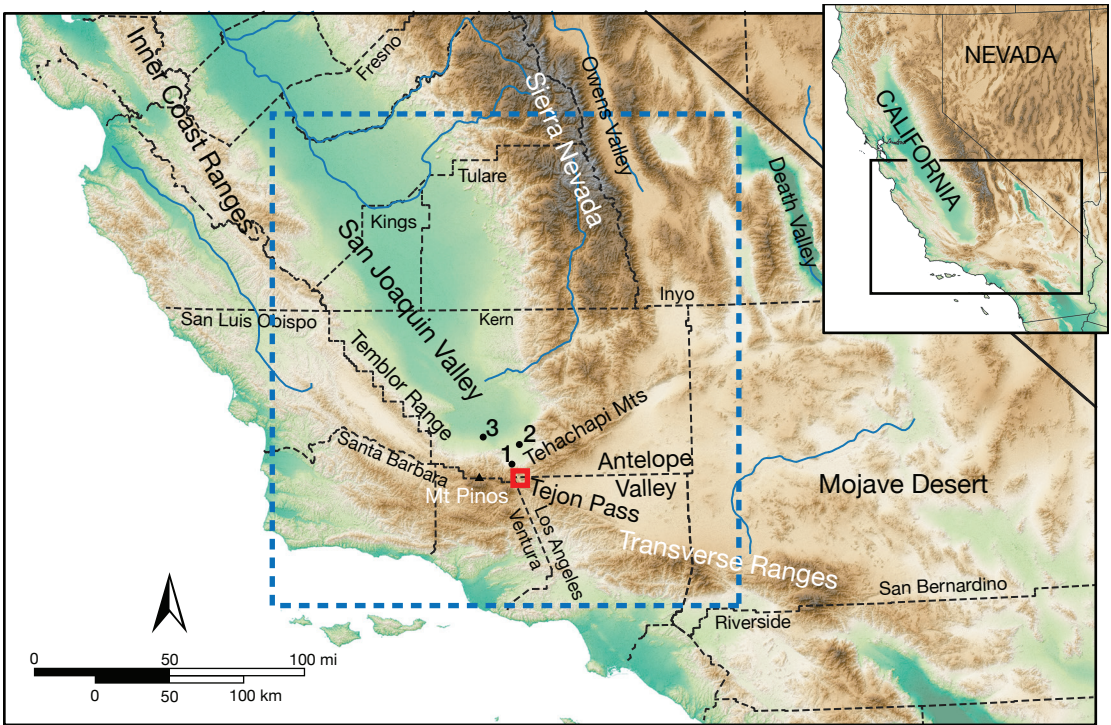 Inner
Coast Ranges
Fresno
Sierra Nevada
Owens Valley
Death Valley
NEVADA
CALIFORNIA
Tulare
Kings
San Joaquin Valley
Inyo
San Luis Obispo
Kern
Temblor Range
3
2
1
Tehachapi Mts
Santa Barbara
Antelope
Valley
Mt Pinos
Tejon Pass
Mojave Desert
Ventura
Los Angeles
Transverse Ranges
San Bernardino
Riverside
0 50 100 mi
0 50 100 km